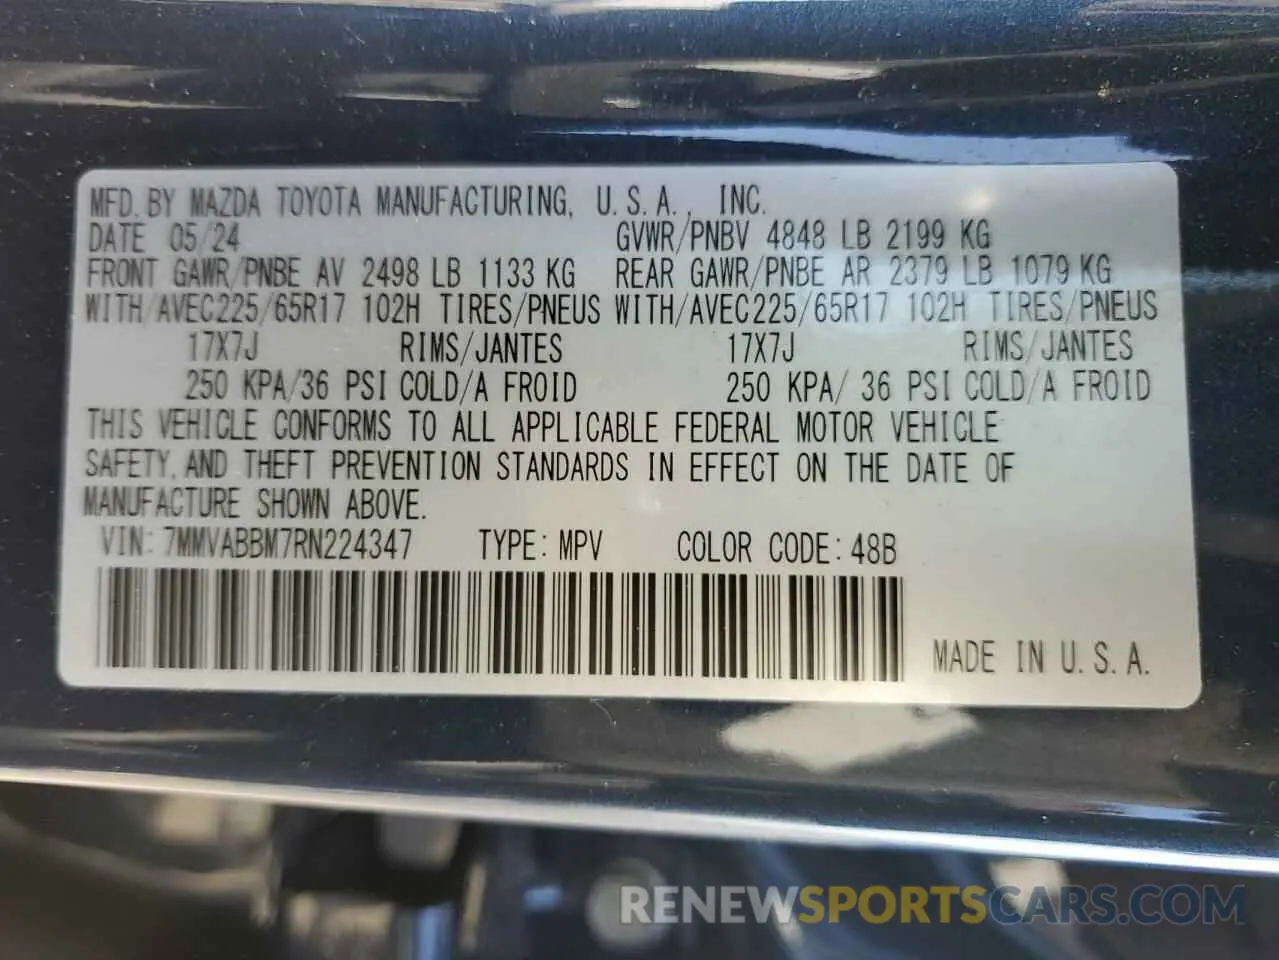 MFD. BY MAZDA TOYOTA MANUFACTURING, U.S.A., INC.
DATE 05/24 GVWR/PNBV 4848 LB 2199 KG
FRONT GAWR/PNBE AV 2498 LB 1133 KG REAR GAWR/PNBE AR 2379 LB 1079 KG
WITH/AVEC225/65R17 102H TIRES/PNEUS WITH/AVEC225/65R17 102H TIRES/PNEUS
17X7J RIMS/JANTES 17X7J RIMS/JANTES
250 KPA/36 PSI COLD/A FROID 250 KPA/ 36 PSI COLD/A FROID
THIS VEHICLE CONFORMS TO ALL APPLICABLE FEDERAL MOTOR VEHICLE
SAFETY, AND THEFT PREVENTION STANDARDS IN EFFECT ON THE DATE OF
MANUFACTURE SHOWN ABOVE.
VIN: 7MMVABBM7RN224347 TYPE: MPV COLOR CODE: 48B
MADE IN U.S.A.
RENEWSPORTSCARS.COM